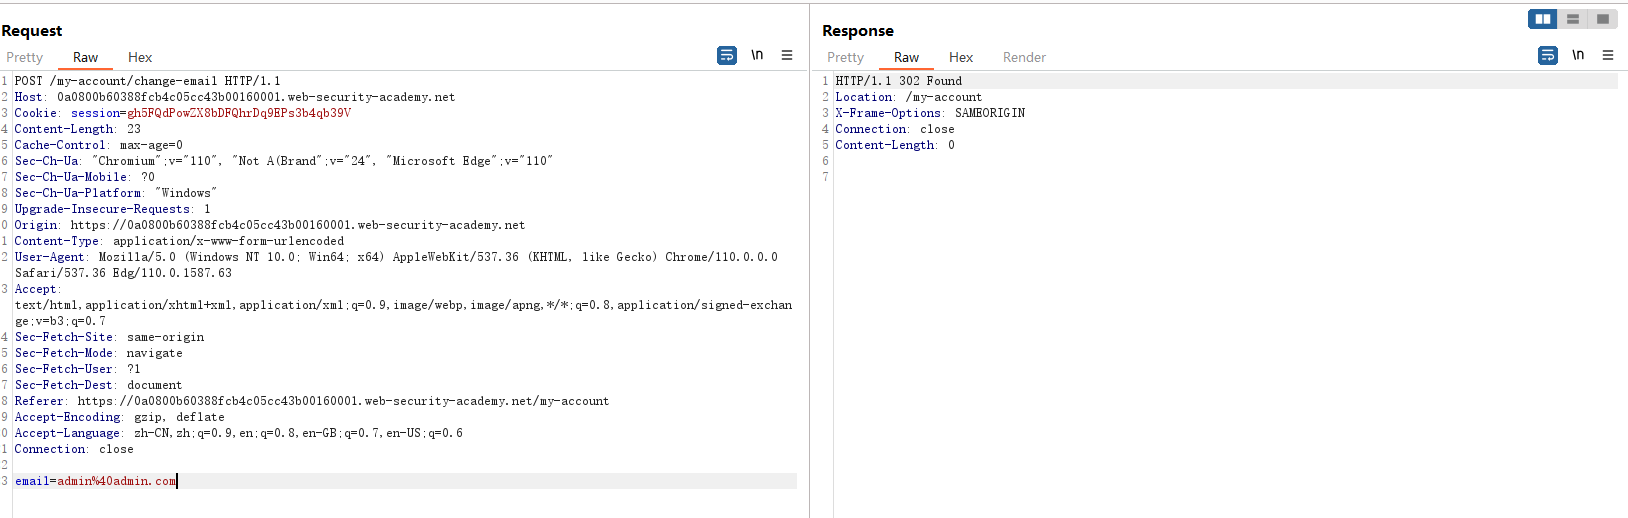 Request
Pretty Raw Hex
\n
1 POST /my-account/change-email HTTP/1.1
2 Host: 0a0800b60388fcb4c05cc43b00160001.web-security-academy.net
3 Cookie: session=gh5FQdPowZX8bDFQhrDq9EPs3b4qb39V
4 Content-Length: 23
5 Cache-Control: max-age=0
6 Sec-Ch-Ua: "Chromium";v="110", "Not A(Brand";v="24", "Microsoft Edge";v="110"
7 Sec-Ch-Ua-Mobile: ?0
8 Sec-Ch-Ua-Platform: "Windows"
9 Upgrade-Insecure-Requests: 1
0 Origin: https://0a0800b60388fcb4c05cc43b00160001.web-security-academy.net
1 Content-Type: application/x-www-form-urlencoded
2 User-Agent: Mozilla/5.0 (Windows NT 10.0; Win64; x64) AppleWebKit/537.36 (KHTML, like Gecko) Chrome/110.0.0.0
Safari/537.36 Edg/110.0.1587.63
3 Accept:
text/html,application/xhtml+xml,application/xml;q=0.9,image/webp,image/apng,*/*;q=0.8,application/signed-exchan
ge;v=b3;q=0.7
4 Sec-Fetch-Site: same-origin
5 Sec-Fetch-Mode: navigate
6 Sec-Fetch-User: ?1
7 Sec-Fetch-Dest: document
8 Referer: https://0a0800b60388fcb4c05cc43b00160001.web-security-academy.net/my-account
9 Accept-Encoding: gzip, deflate
0 Accept-Language: zh-CN,zh;q=0.9,en;q=0.8,en-GB;q=0.7,en-US;q=0.6
1 Connection: close
2
3 email=admin%40admin.com
Response
Pretty Raw Hex Render
\n
1 HTTP/1.1 302 Found
2 Location: /my-account
3 X-Frame-Options: SAMEORIGIN
4 Connection: close
5 Content-Length: 0
6
7